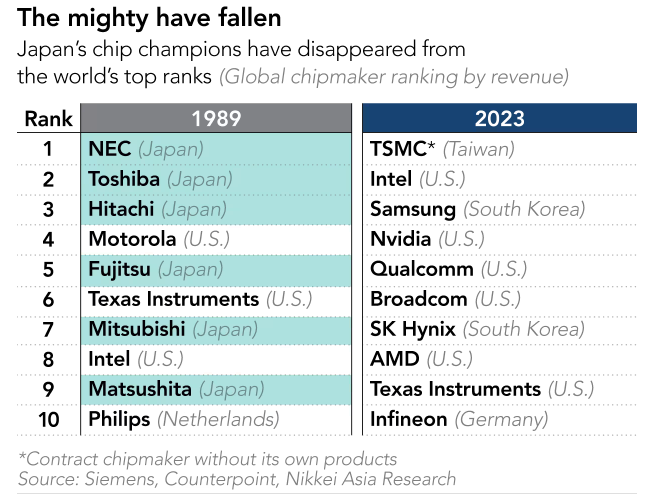 The mighty have fallen
Japan's chip champions have disappeared from
the world's top ranks (Global chipmaker ranking by revenue)
Rank 1989 2023
1 NEC (Japan) TSMC* (Taiwan)
2 Toshiba (Japan) Intel (U.S.)
3 Hitachi (Japan) Samsung (South Korea)
4 Motorola (U.S.) Nvidia (U.S.)
5 Fujitsu (Japan) Qualcomm (U.S.)
6 Texas Instruments (U.S.) Broadcom (U.S.)
7 Mitsubishi (Japan) SK Hynix (South Korea)
8 Intel (U.S.) AMD (U.S.)
9 Matsushita (Japan) Texas Instruments (U.S.)
10 Philips (Netherlands) Infineon (Germany)
*Contract chipmaker without its own products
Source: Siemens, Counterpoint, Nikkei Asia Research